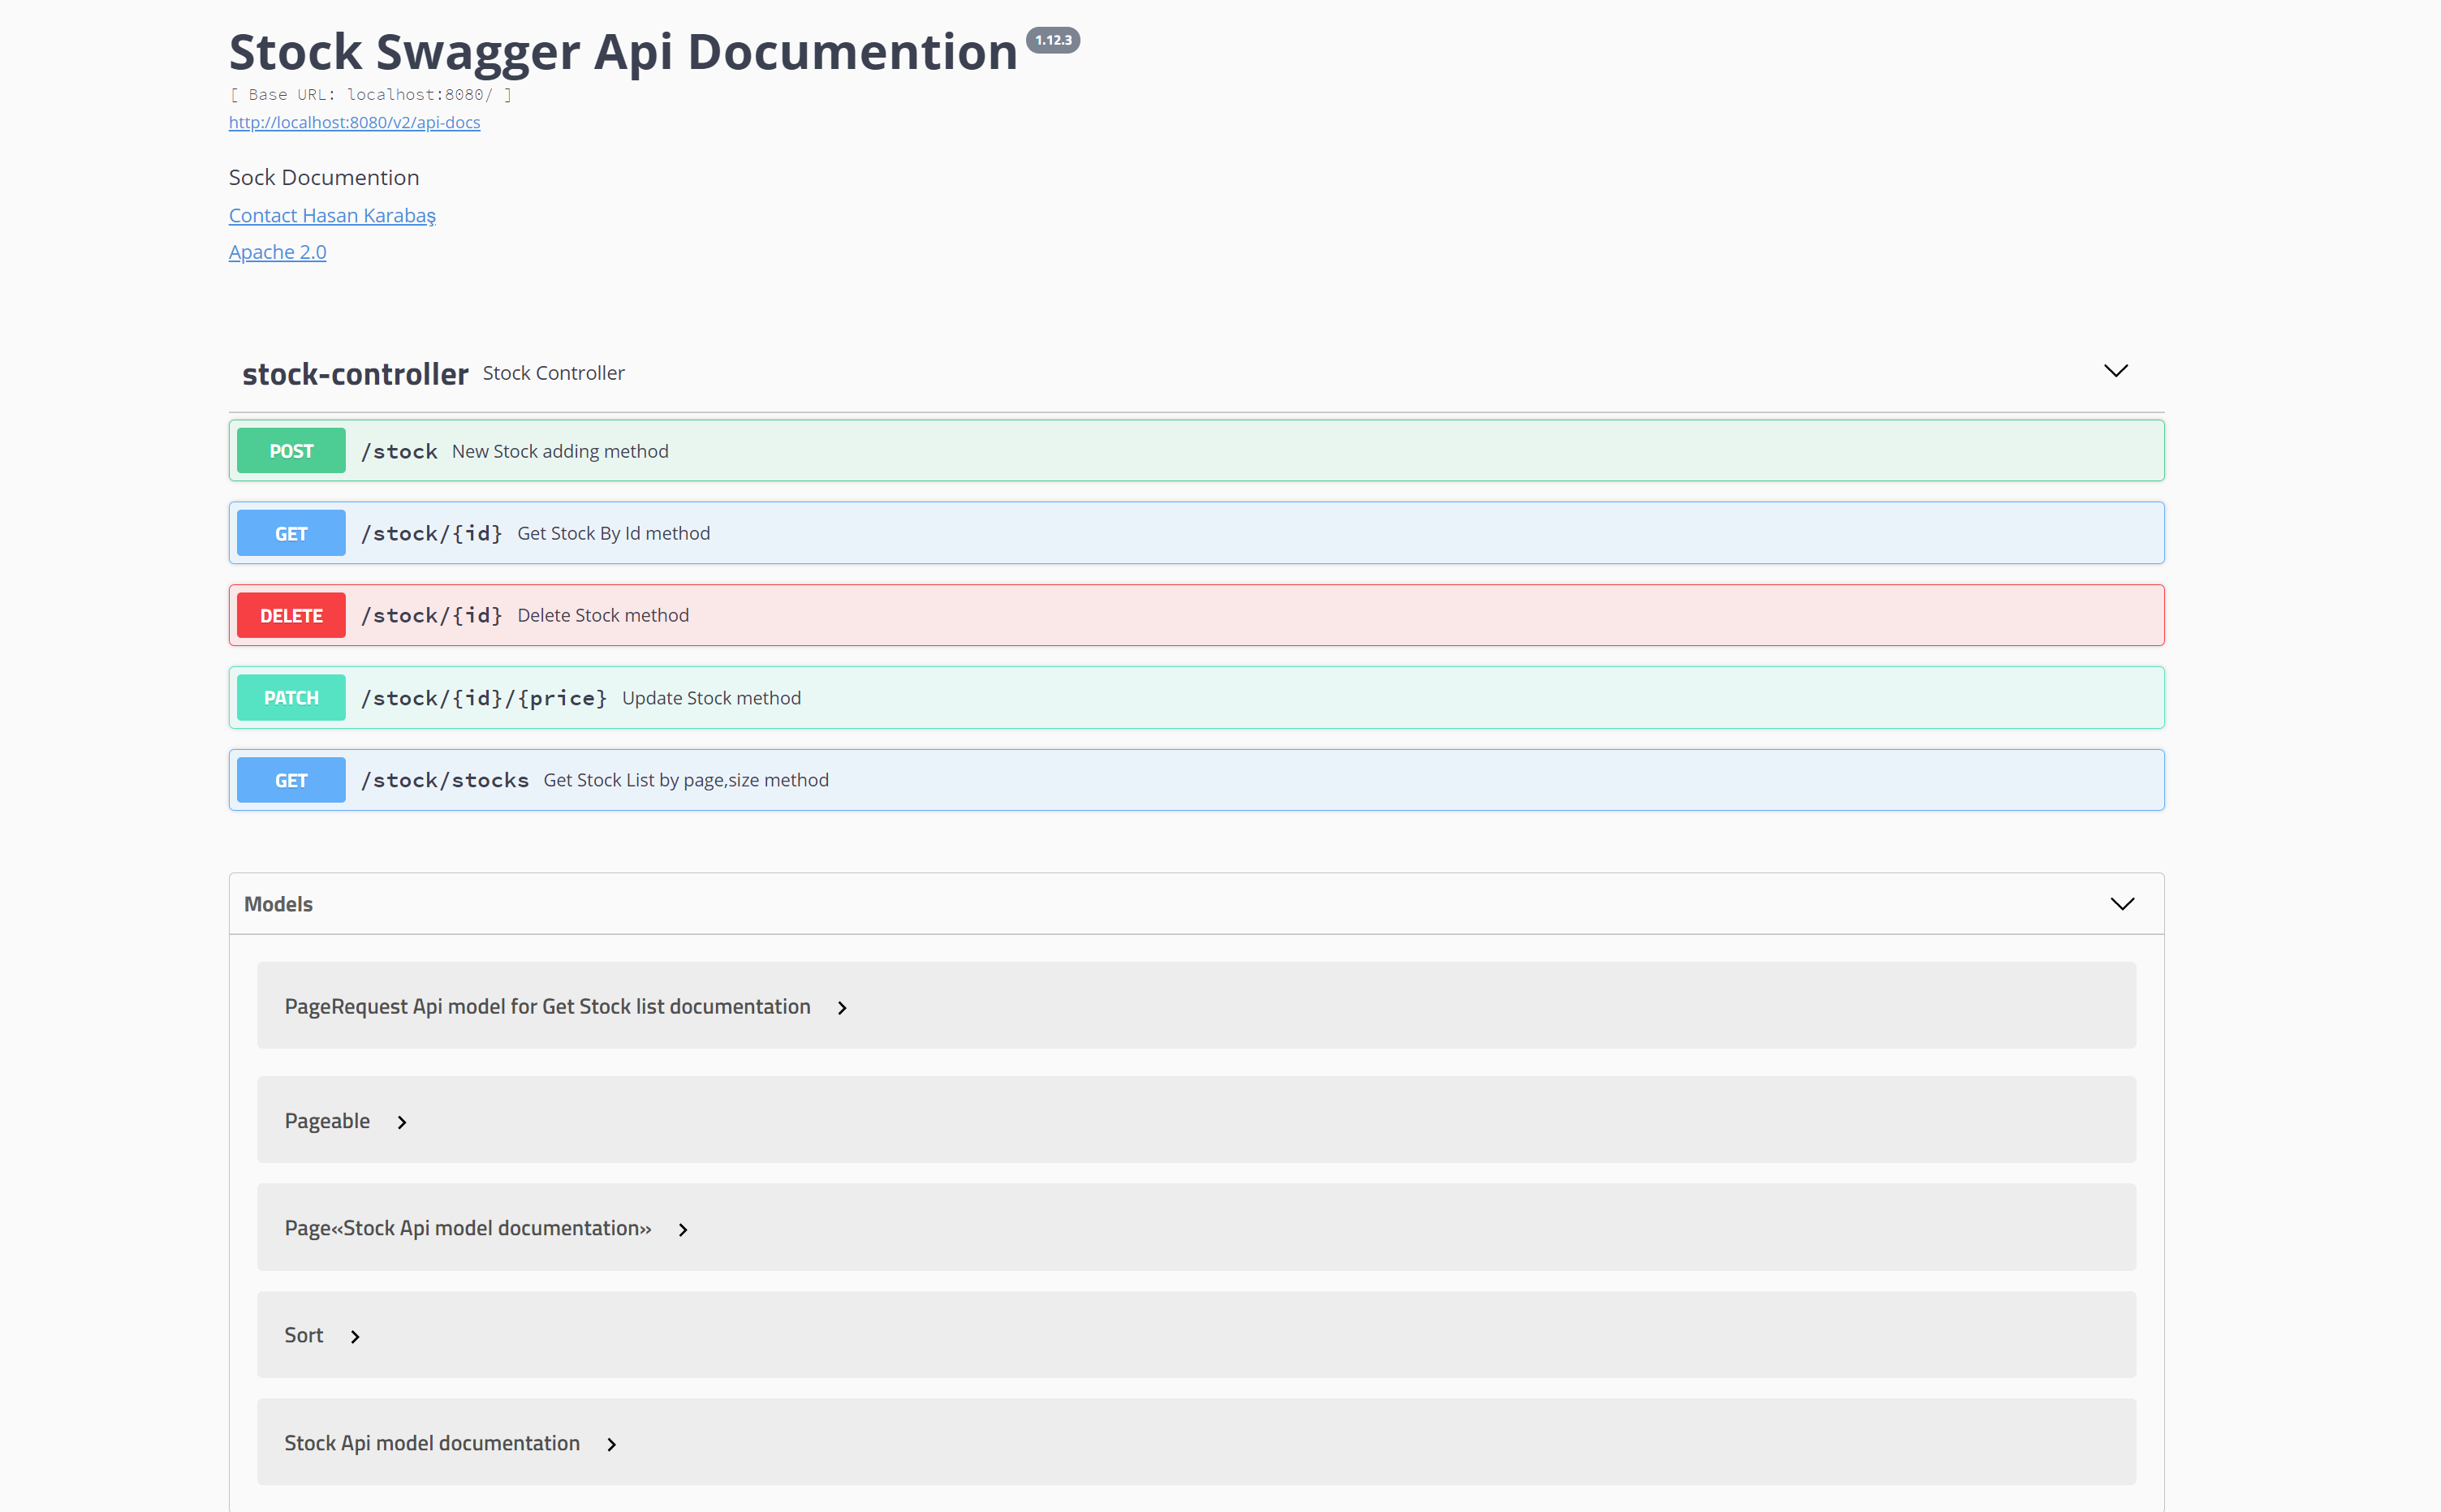 Stock Swagger Api Documention 1.12.3
[ Base URL: localhost:8080/ ]
http://localhost:8080/v2/api-docs
Sock Documention
Contact Hasan Karabaş
Apache 2.0
stock-controller Stock Controller
POST /stock New Stock adding method
GET /stock/{id} Get Stock By Id method
DELETE /stock/{id} Delete Stock method
PATCH /stock/{id}/{price} Update Stock method
GET /stock/stocks Get Stock List by page,size method
Models
PageRequest Api model for Get Stock list documentation
Pageable
Page«Stock Api model documentation»
Sort
Stock Api model documentation